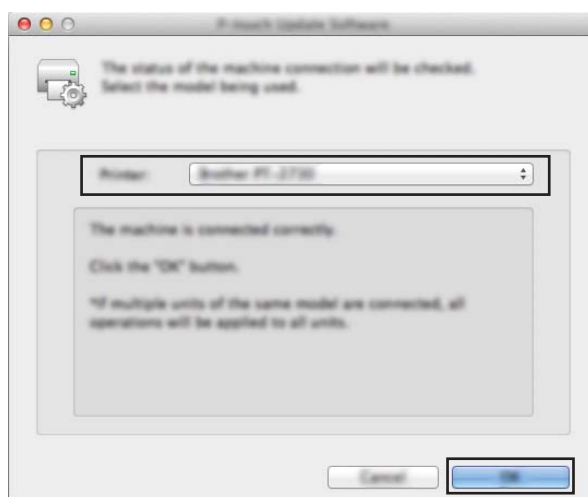 P-touch Update Software
The status of the machine connection will be checked.
Select the model being used.
Printer:
Brother PT-2730
The machine is connected correctly.
Click the "OK" button.
*If multiple units of the same model are connected, all
operations will be applied to all units.
Cancel
OK